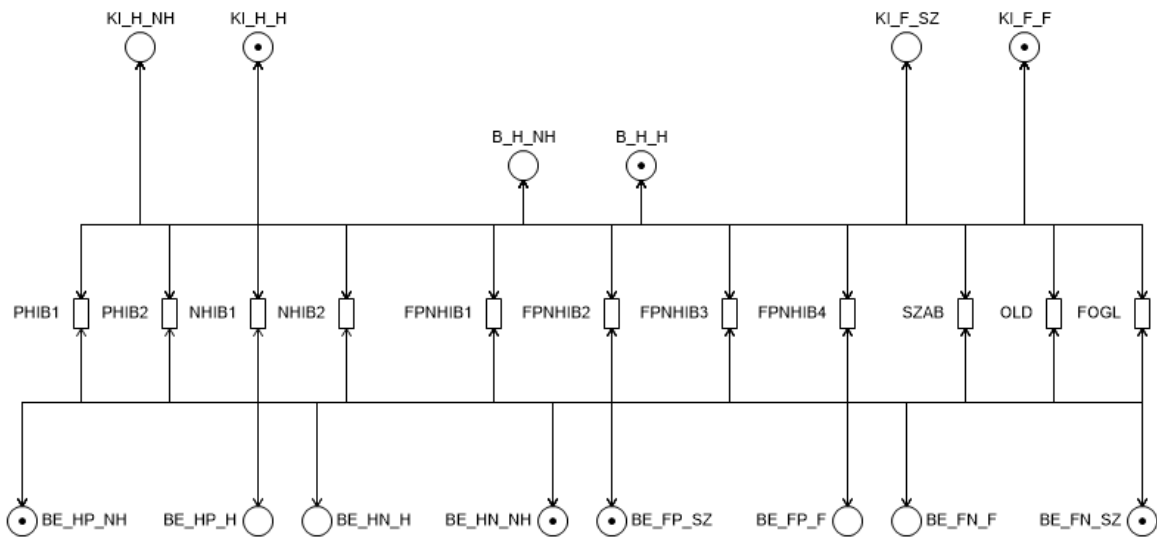 KI_H_NH KI_H_H KI_F_SZ KI_F_F
B_H_NH B_H_H
PHIB1 PHIB2 NHIB1 NHIB2 FPNHIB1 FPNHIB2 FPNHIB3 FPNHIB4 SZAB OLD FOGL
BE_HP_NH BE_HP_H BE_HN_H BE_HN_NH BE_FP_SZ BE_FP_F BE_FN_F BE_FN_SZ